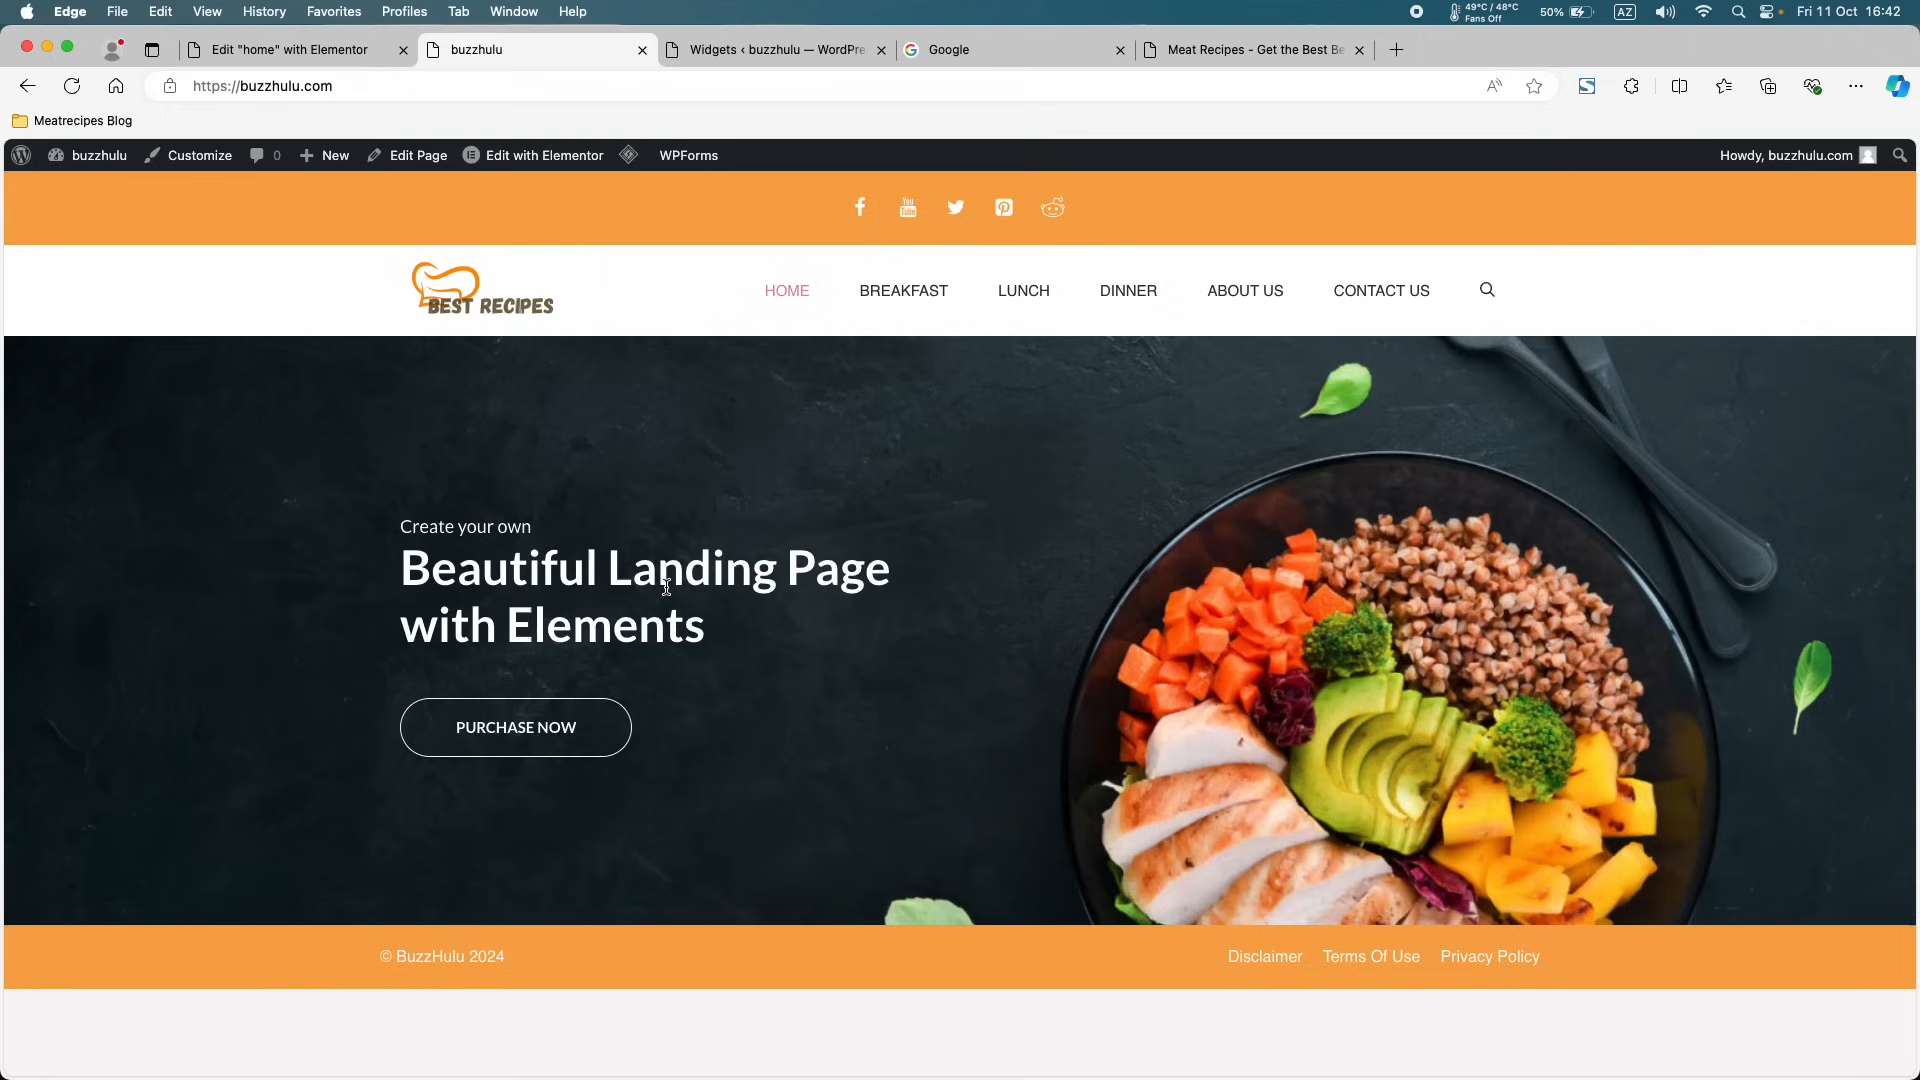 Edge File Edit View History Favorites Profiles Tab Window Help 49°C / 48°C Fans Off 50% AZ Fri 11 Oct 16:42
Edit "home" with Elementor buzzhulu Widgets ‹ buzzhulu — WordPre Google Meat Recipes - Get the Best Be
https://buzzhulu.com
Meatrecipes Blog
buzzhulu Customize 0 New Edit Page Edit with Elementor WPForms Howdy, buzzhulu.com
You Tube
BEST RECIPES
HOME BREAKFAST LUNCH DINNER ABOUT US CONTACT US
Create your own
Beautiful Landing Page
with Elements
PURCHASE NOW
© BuzzHulu 2024 Disclaimer Terms Of Use Privacy Policy